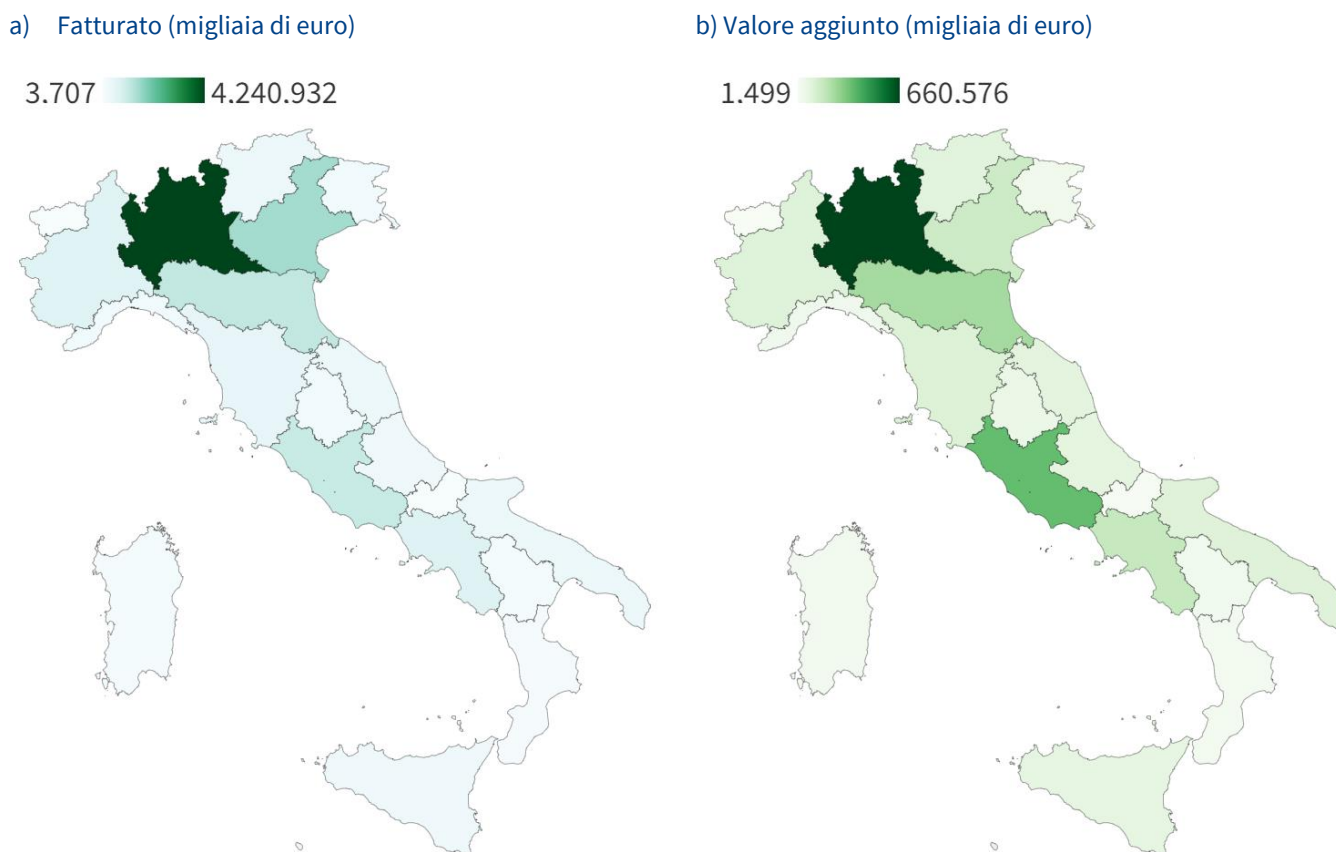 a) Fatturato (migliaia di euro)
b) Valore aggiunto (migliaia di euro)
3.707 4.240.932
1.499 660.576